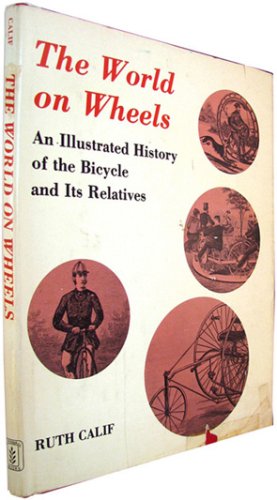 CALIF
THE WORLD ON WHEELS
The World
on Wheels
An Illustrated History
of the Bicycle
and Its Relatives
RUTH CALIF